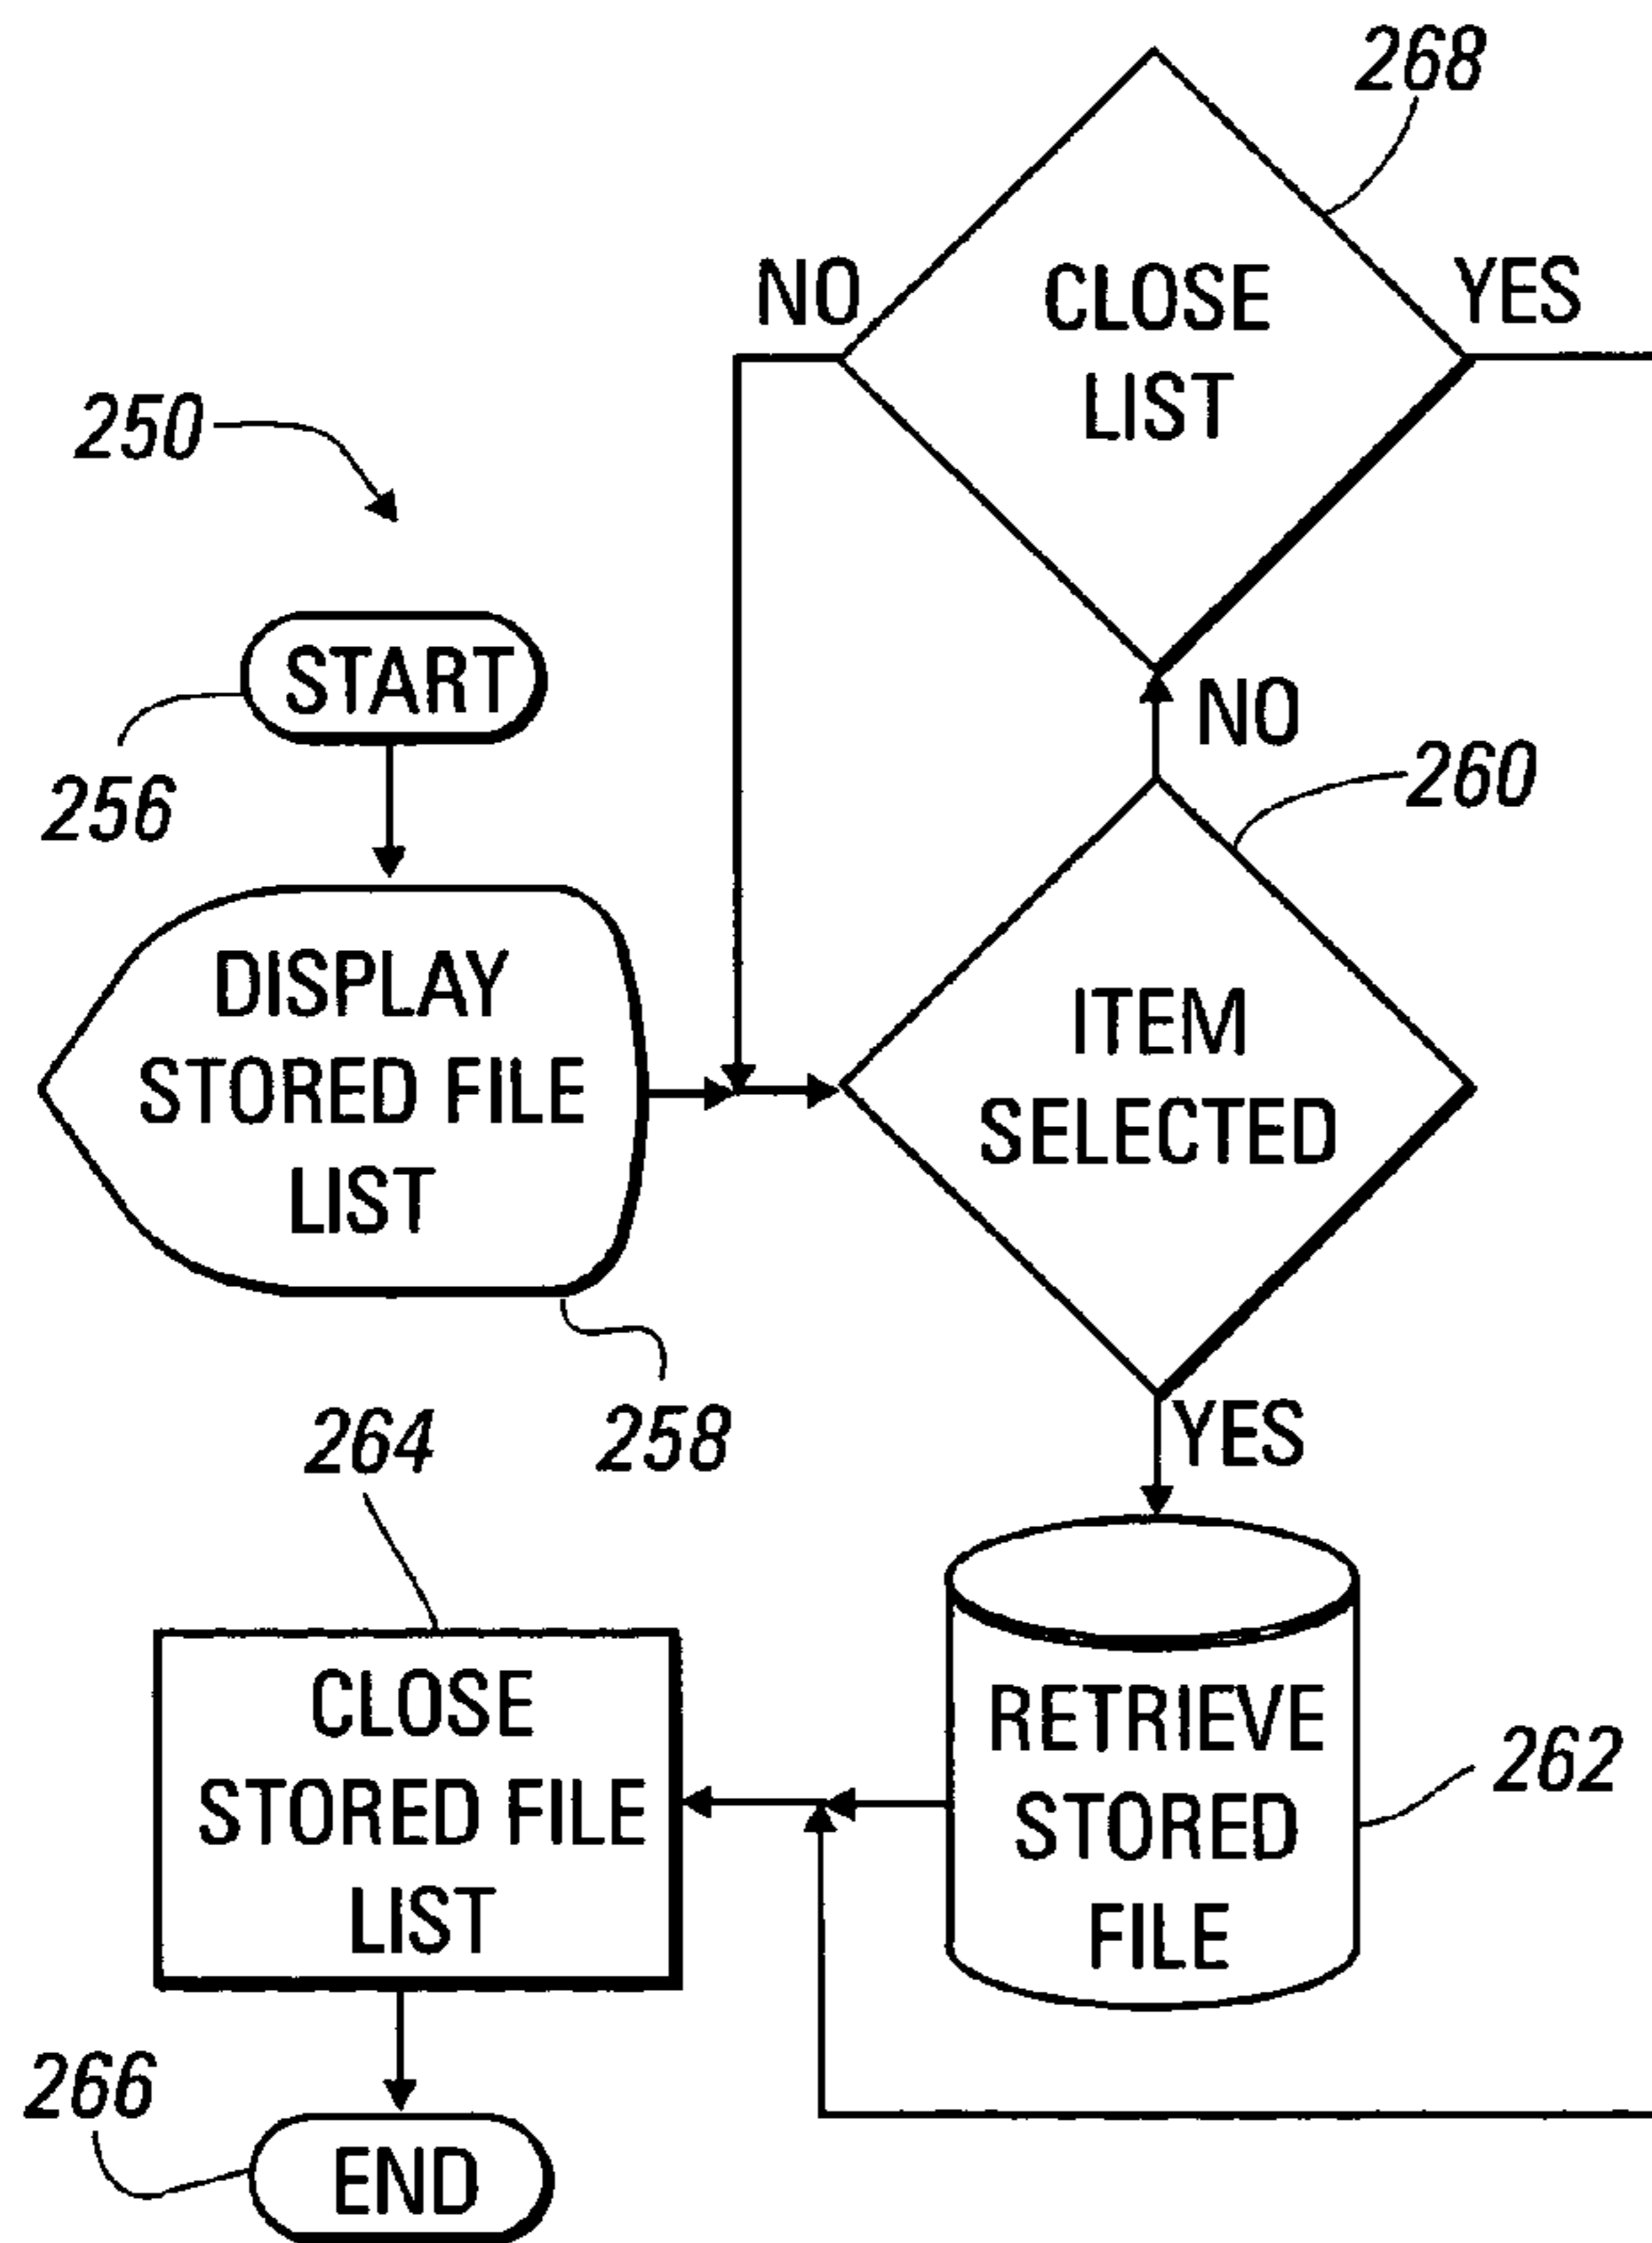 268
NO
CLOSE
LIST
YES
250
START
256
NO
260
DISPLAY
STORED FILE
LIST
ITEM
SELECTED
258
YES
264
CLOSE
STORED FILE
LIST
RETRIEVE
STORED
FILE
262
266
END